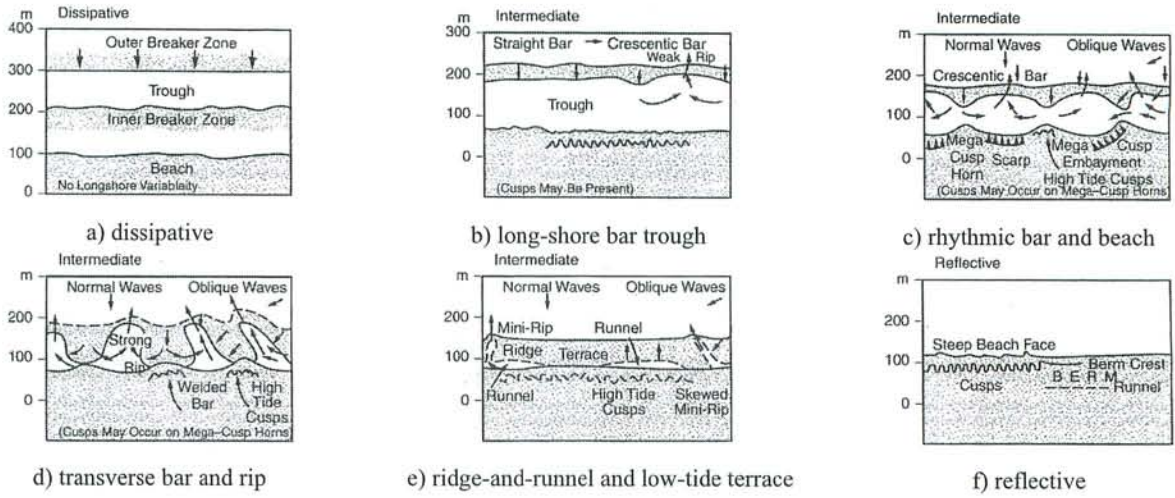 m Dissipative
400
Outer Breaker Zone
300
Trough
200
Inner Breaker Zone
100
Beach
0 No Longshore Variablaity
a) dissipative
Intermediate
m
300
Straight Bar Crescentic Bar
Weak Rip
200
Trough
100
0
(Cusps May Be Present)
b) long-shore bar trough
Intermediate
m
Normal Waves Oblique Waves
200
Crescentic Bar
100
0
Mega Cusp Horn
Scarp
Mega Cusp Embayment
High Tide Cusps
(Cusps May Occur on Mega-Cusp Horns)
c) rhythmic bar and beach
Intermediate
m
Normal Waves Oblique Waves
200
Strong
100
Rip
0
Welded Bar
High Tide Cusps
(Cusps May Occur on Mega-Cusp Horns)
d) transverse bar and rip
Intermediate
m
Normal Waves Oblique Waves
200
Mini-Rip Runnel
Ridge Terrace
100
0
Runnel
High Tide Cusps
Skewed Mini-Rip
e) ridge-and-runnel and low-tide terrace
Reflective
m
200
Steep Beach Face
100
Berm Crest
Cusps BERM
Runnel
0
f) reflective